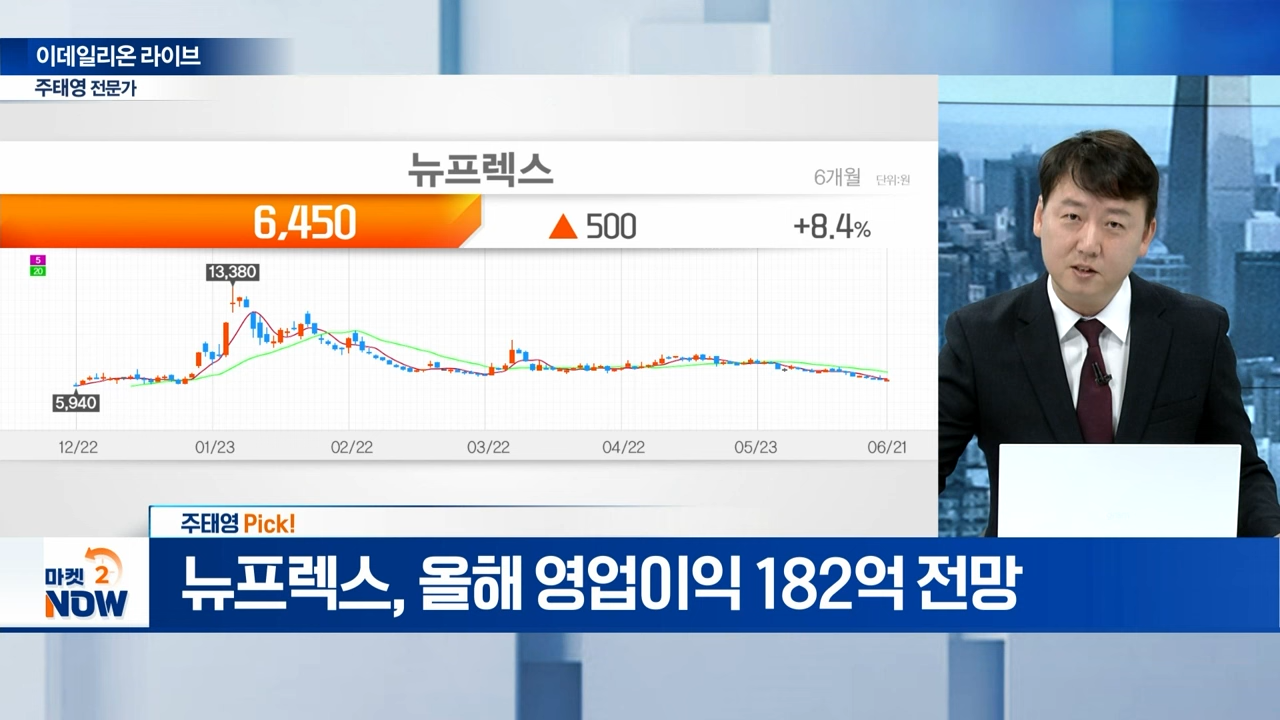 이데일리온 라이브
주태영 전문가
뉴프렉스
6개월 단위:원
6,450 ▲ 500 +8.4%
5
20
13,380
5,940
12/22 01/23 02/22 03/22 04/22 05/23 06/21
주태영 Pick!
마켓 2
NOW
뉴프렉스, 올해 영업이익 182억 전망